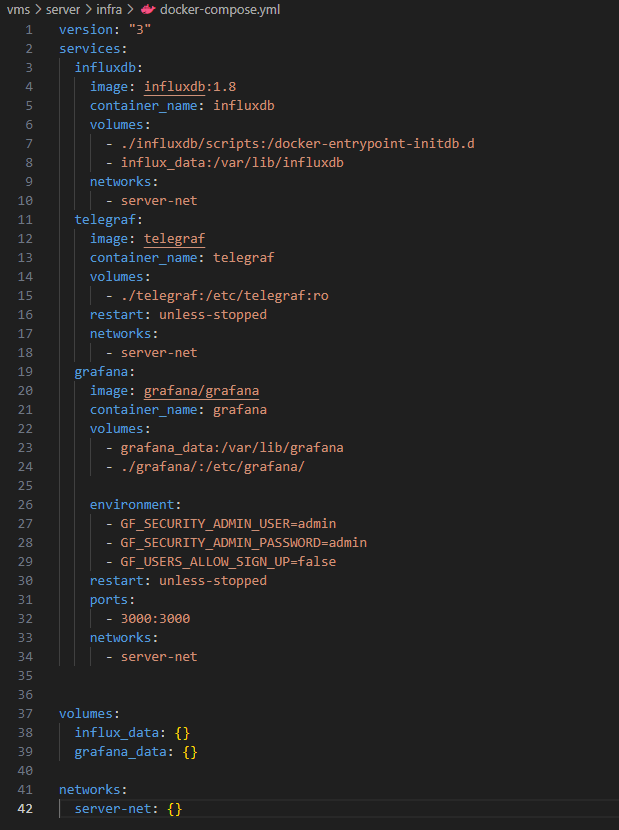 vms > server > infra > docker-compose.yml
1 version: "3"
2 services:
3   influxdb:
4     image: influxdb:1.8
5     container_name: influxdb
6     volumes:
7       - ./influxdb/scripts:/docker-entrypoint-initdb.d
8       - influx_data:/var/lib/influxdb
9     networks:
10       - server-net
11   telegraf:
12     image: telegraf
13     container_name: telegraf
14     volumes:
15       - ./telegraf:/etc/telegraf:ro
16     restart: unless-stopped
17     networks:
18       - server-net
19   grafana:
20     image: grafana/grafana
21     container_name: grafana
22     volumes:
23       - grafana_data:/var/lib/grafana
24       - ./grafana/:/etc/grafana/
25
26     environment:
27       - GF_SECURITY_ADMIN_USER=admin
28       - GF_SECURITY_ADMIN_PASSWORD=admin
29       - GF_USERS_ALLOW_SIGN_UP=false
30     restart: unless-stopped
31     ports:
32       - 3000:3000
33     networks:
34       - server-net
35
36
37 volumes:
38   influx_data: {}
39   grafana_data: {}
40
41 networks:
42   server-net: {}